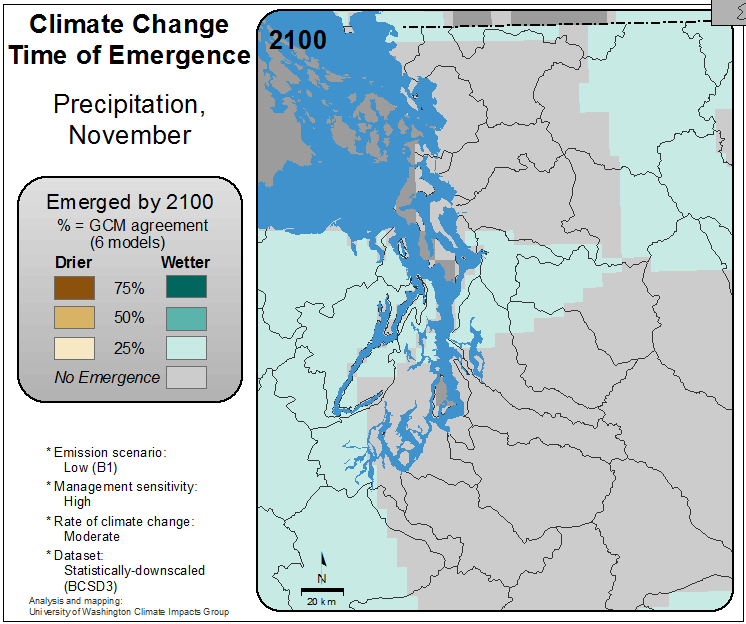 Climate Change
Time of Emergence
Precipitation,
November
Emerged by 2100
% = GCM agreement
(6 models)
Drier Wetter
75%
50%
25%
No Emergence
* Emission scenario:
Low (B1)
* Management sensitivity:
High
* Rate of climate change:
Moderate
* Dataset:
Statistically-downscaled
(BCSD3)
Analysis and mapping:
University of Washington Climate Impacts Group
2100
N
20 km